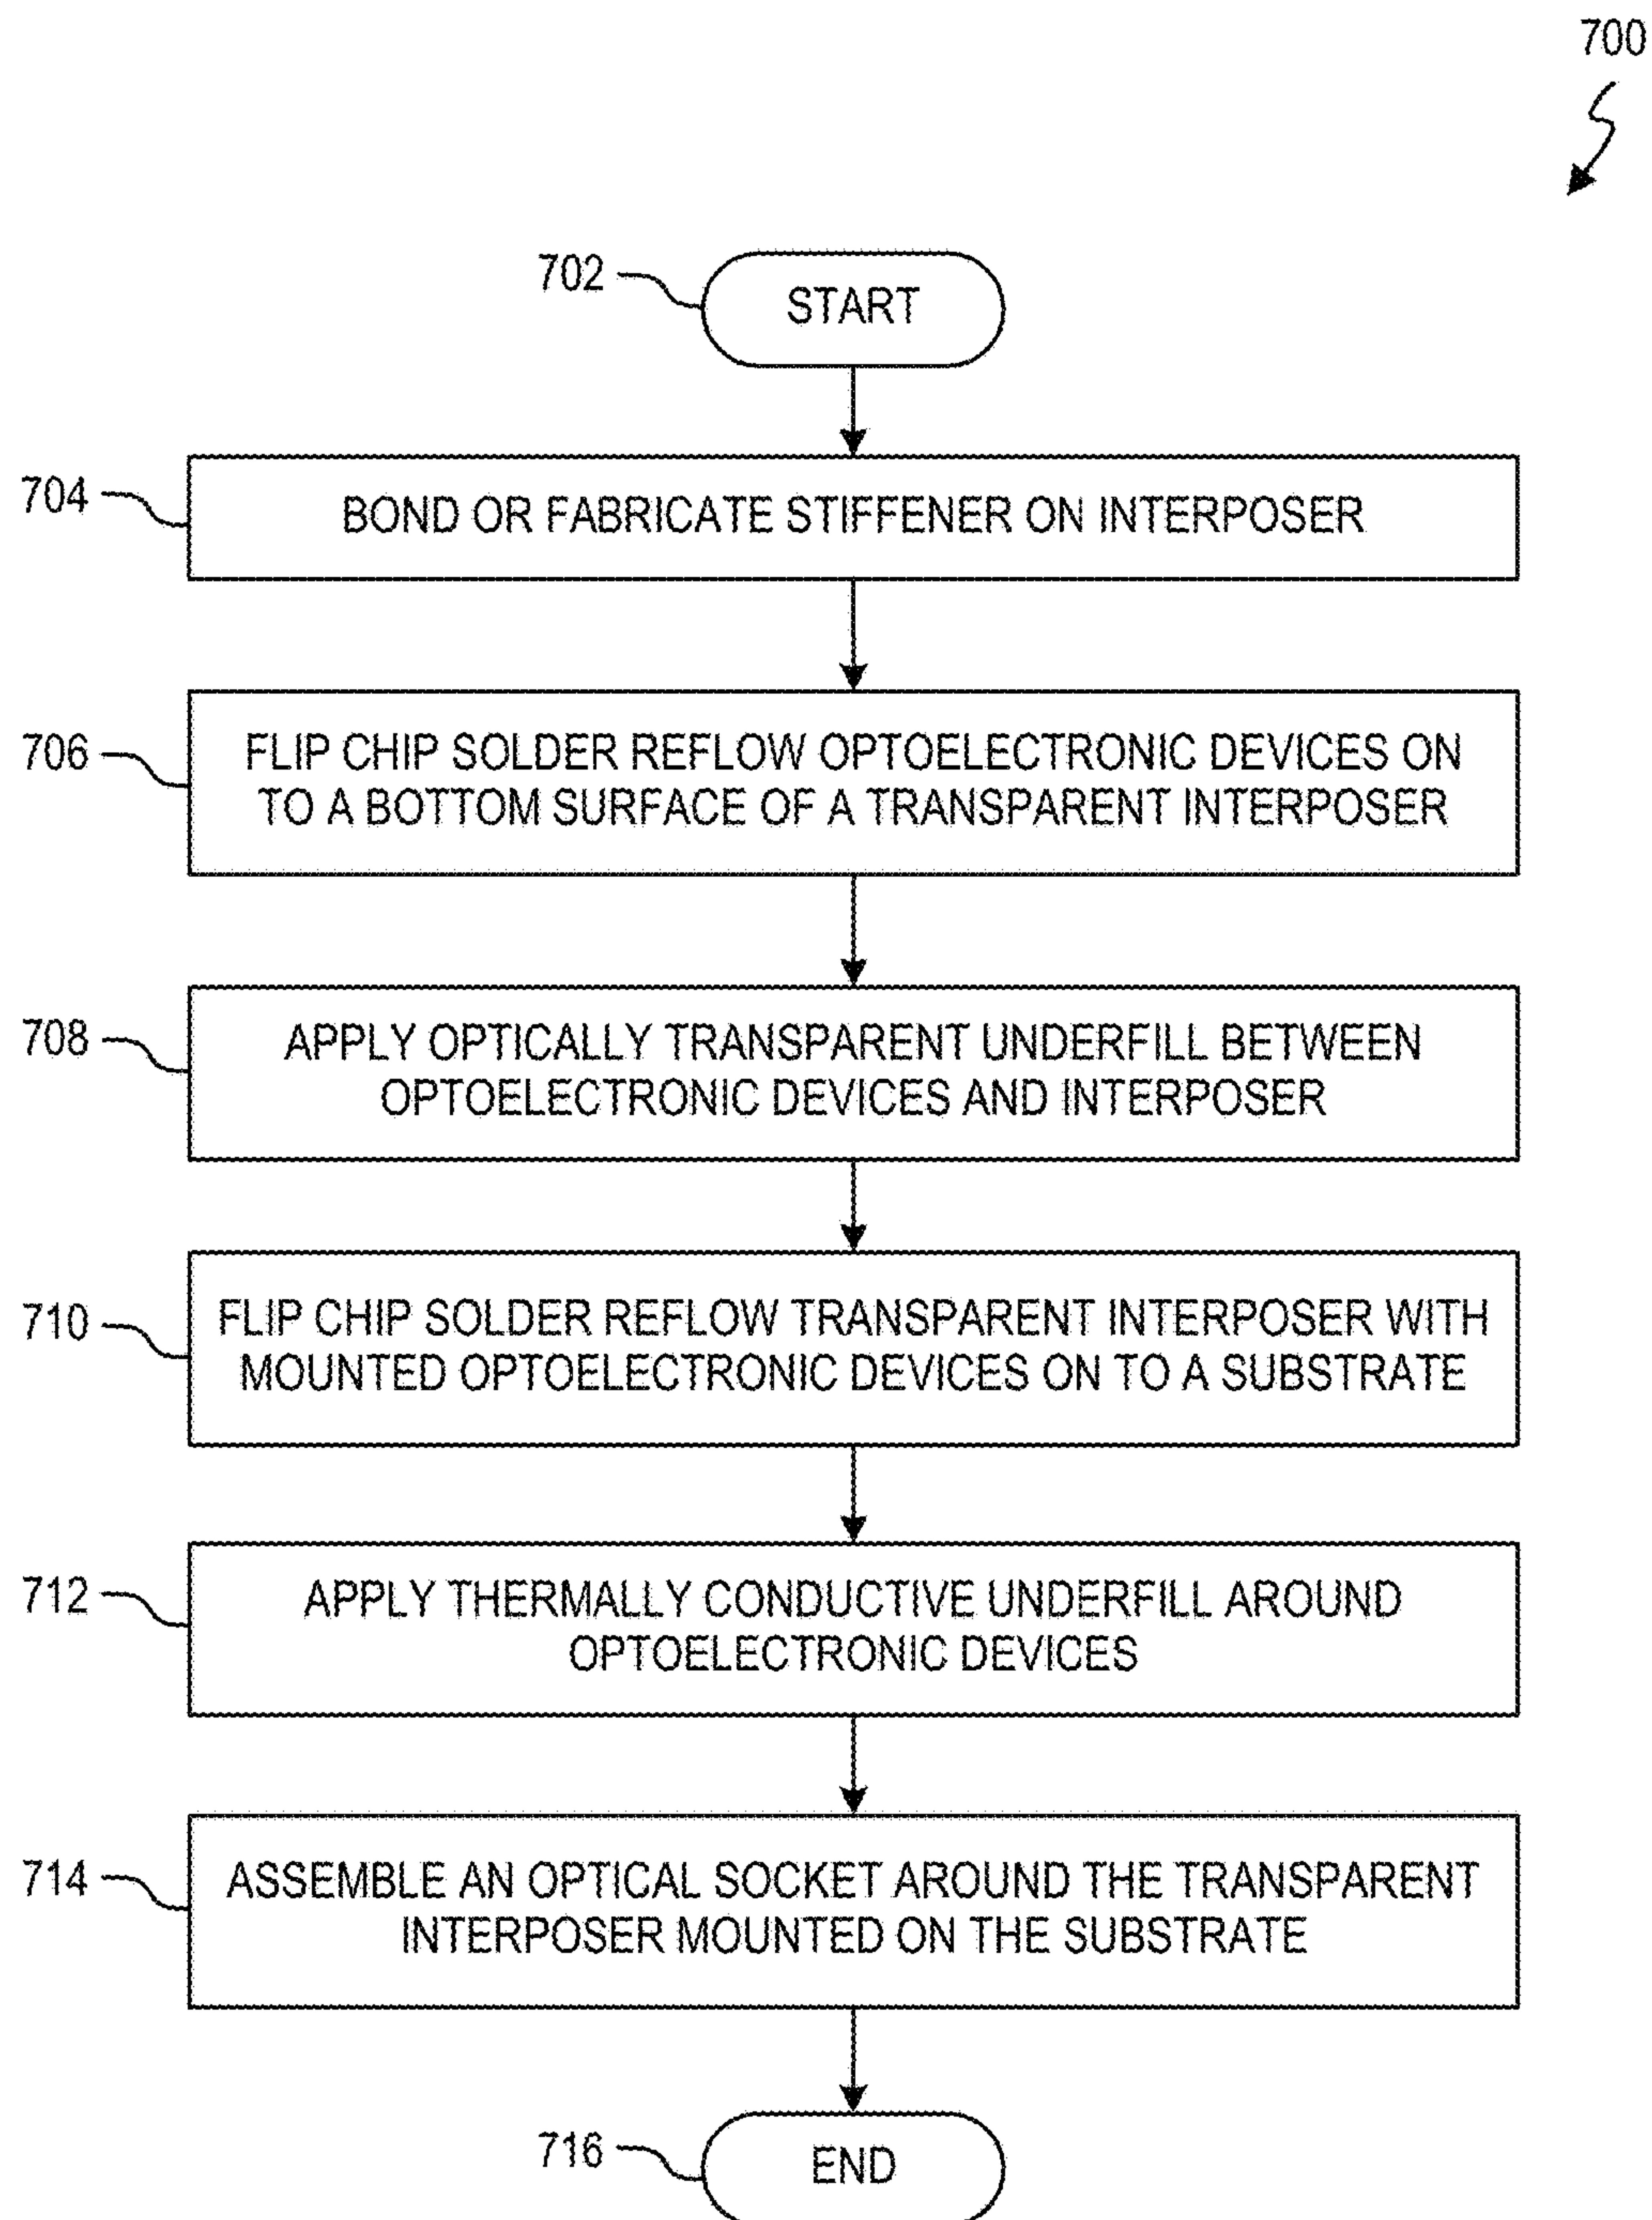 700
702
START
704
BOND OR FABRICATE STIFFENER ON INTERPOSER
706
FLIP CHIP SOLDER REFLOW OPTOELECTRONIC DEVICES ON
TO A BOTTOM SURFACE OF A TRANSPARENT INTERPOSER
708
APPLY OPTICALLY TRANSPARENT UNDERFILL BETWEEN
OPTOELECTRONIC DEVICES AND INTERPOSER
710
FLIP CHIP SOLDER REFLOW TRANSPARENT INTERPOSER WITH
MOUNTED OPTOELECTRONIC DEVICES ON TO A SUBSTRATE
712
APPLY THERMALLY CONDUCTIVE UNDERFILL AROUND
OPTOELECTRONIC DEVICES
714
ASSEMBLE AN OPTICAL SOCKET AROUND THE TRANSPARENT
INTERPOSER MOUNTED ON THE SUBSTRATE
716
END